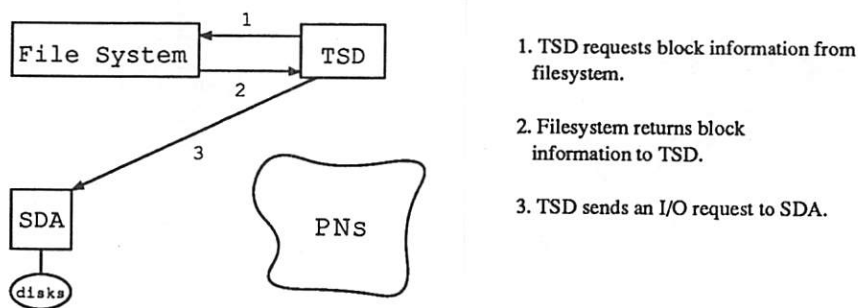 1
File System
TSD
2
3
SDA
PNs
disks
1. TSD requests block information from
filesystem.
2. Filesystem returns block
information to TSD.
3. TSD sends an I/O request to SDA.